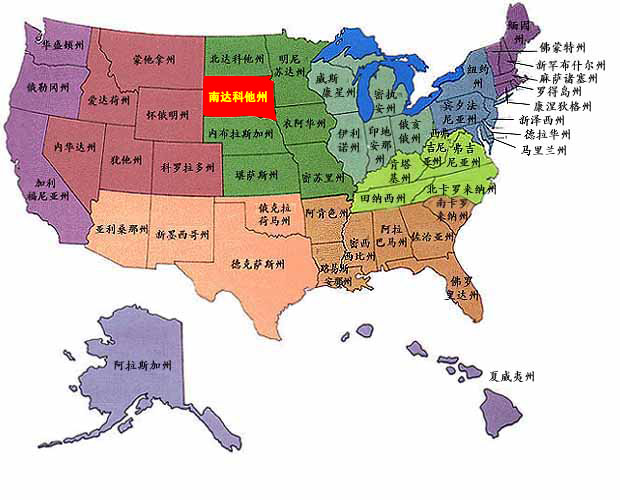 华盛顿州
蒙他拿州
北达科他州
明尼
苏达州
缅因
州
佛蒙特州
新罕布什尔州
麻萨诸塞州
罗得岛州
康涅狄格州
新泽西州
德拉华州
马里兰州
俄勒冈州
爱达荷州
怀俄明州
南达科他州
威斯
康星州
密执
安州
纽约
州
内布拉斯加州
衣阿华州
伊利
诺州
印地
安那
州
俄亥
俄州
宾夕法
尼亚州
内华达州
犹他州
科罗拉多州
堪萨斯州
密苏里州
肯塔
基州
西弗
吉尼
亚州
弗吉
尼亚州
加利
福尼亚州
亚利桑那州
新墨西哥州
俄克拉
荷马州
阿肯色州
田纳西州
北卡罗来纳州
南卡罗
来纳州
德克萨斯州
路易斯
安那州
密西
西比州
阿拉
巴马州
佐治亚州
佛罗
里达州
阿拉斯加州
夏威夷州